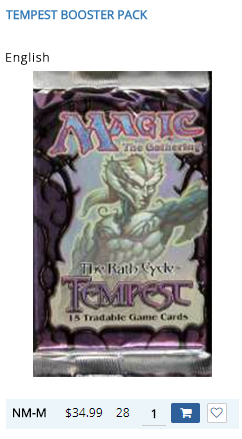 TEMPEST BOOSTER PACK
English
MAGIC
The Gathering
The Rath Cycle™
TEMPEST
15 Tradable Game Cards
NM-M $34.99 28 1